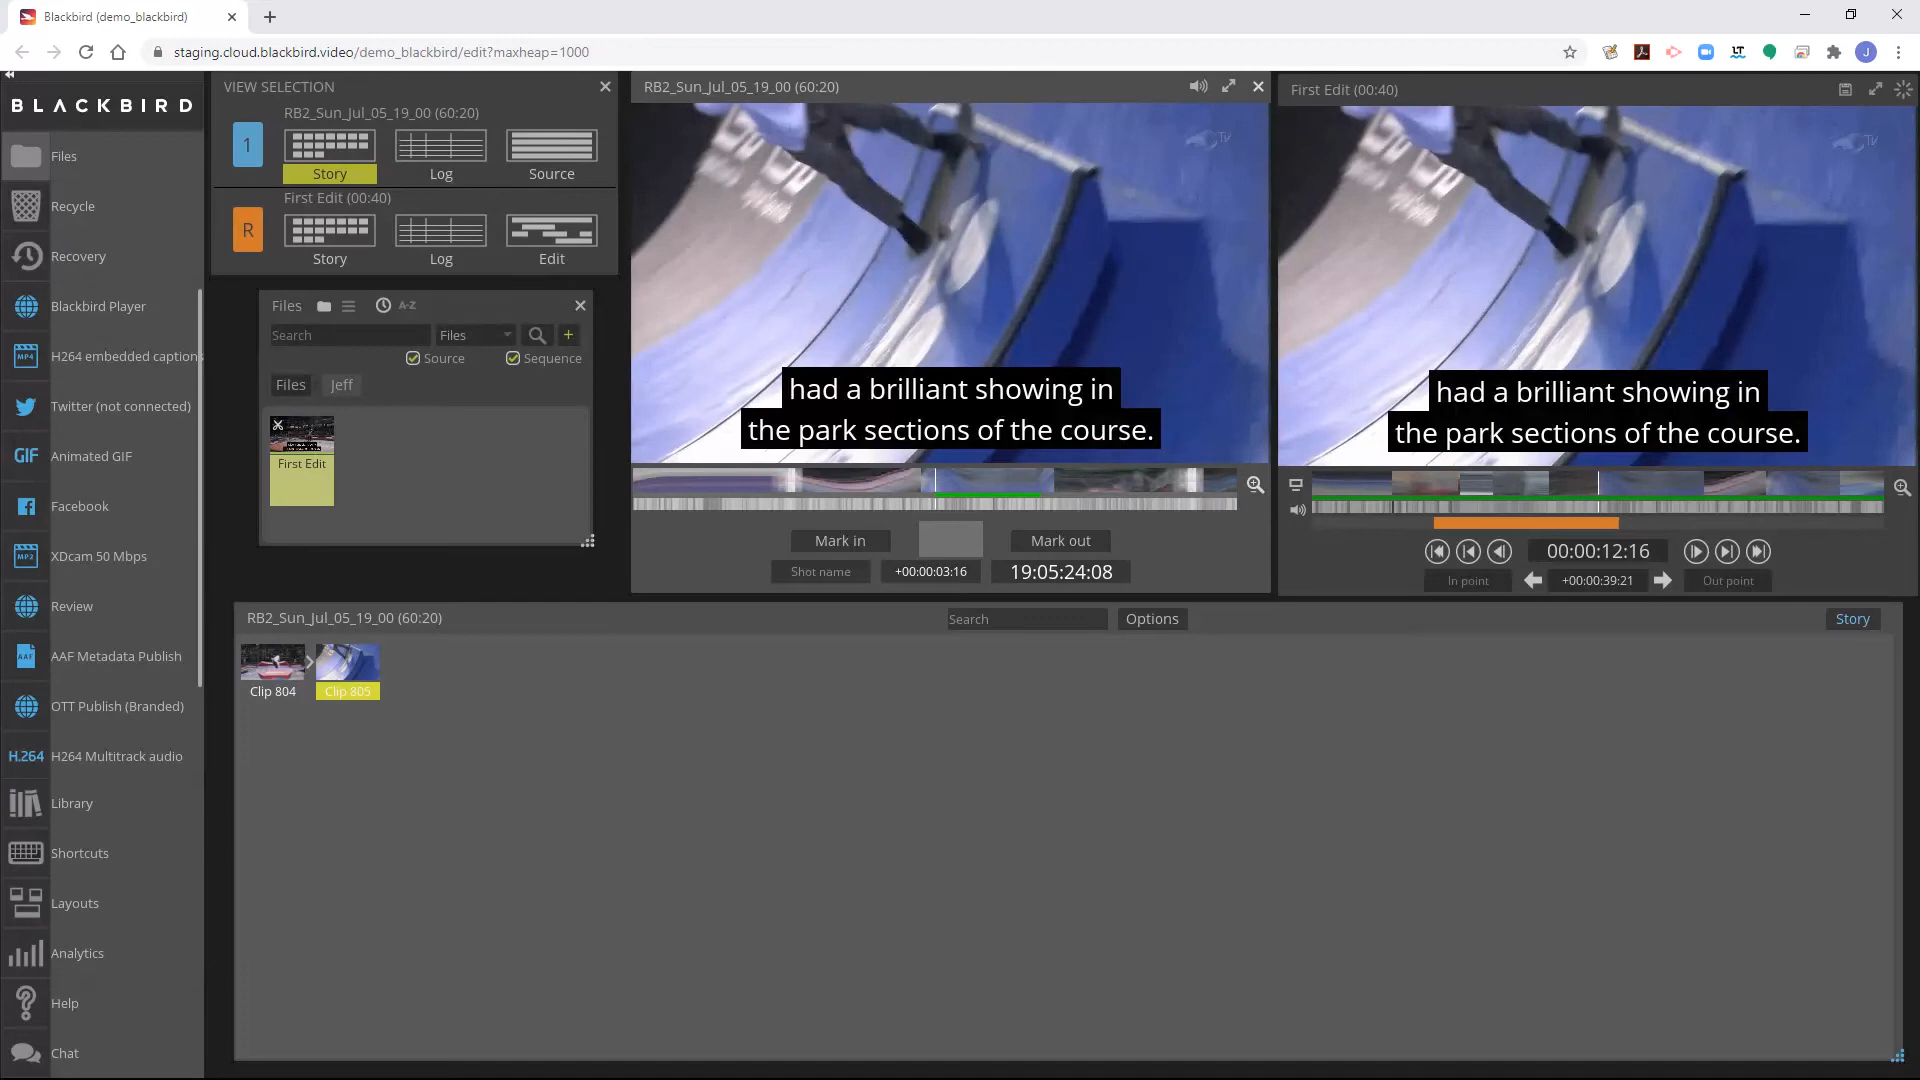 Blackbird (demo_blackbird)
staging.cloud.blackbird.video/demo_blackbird/edit?maxheap=1000
BLACKBIRD
Files
Recycle
Recovery
Blackbird Player
H264 embedded captions
Twitter (not connected)
GIF Animated GIF
Facebook
XDcam 50 Mbps
Review
AAF Metadata Publish
OTT Publish (Branded)
H.264 H264 Multitrack audio
Library
Shortcuts
Layouts
Analytics
Help
Chat
VIEW SELECTION
RB2_Sun_Jul_05_19_00 (60:20)
1
Story Log Source
First Edit (00:40)
R
Story Log Edit
Files A-Z
Search Files
Source Sequence
Files Jeff
First Edit
RB2_Sun_Jul_05_19_00 (60:20)
had a brilliant showing in
the park sections of the course.
Mark in Mark out
Shot name +00:00:03:16 19:05:24:08
First Edit (00:40)
had a brilliant showing in
the park sections of the course.
00:00:12:16
In point +00:00:39:21 Out point
RB2_Sun_Jul_05_19_00 (60:20) Search Options Story
Clip 804 Clip 805